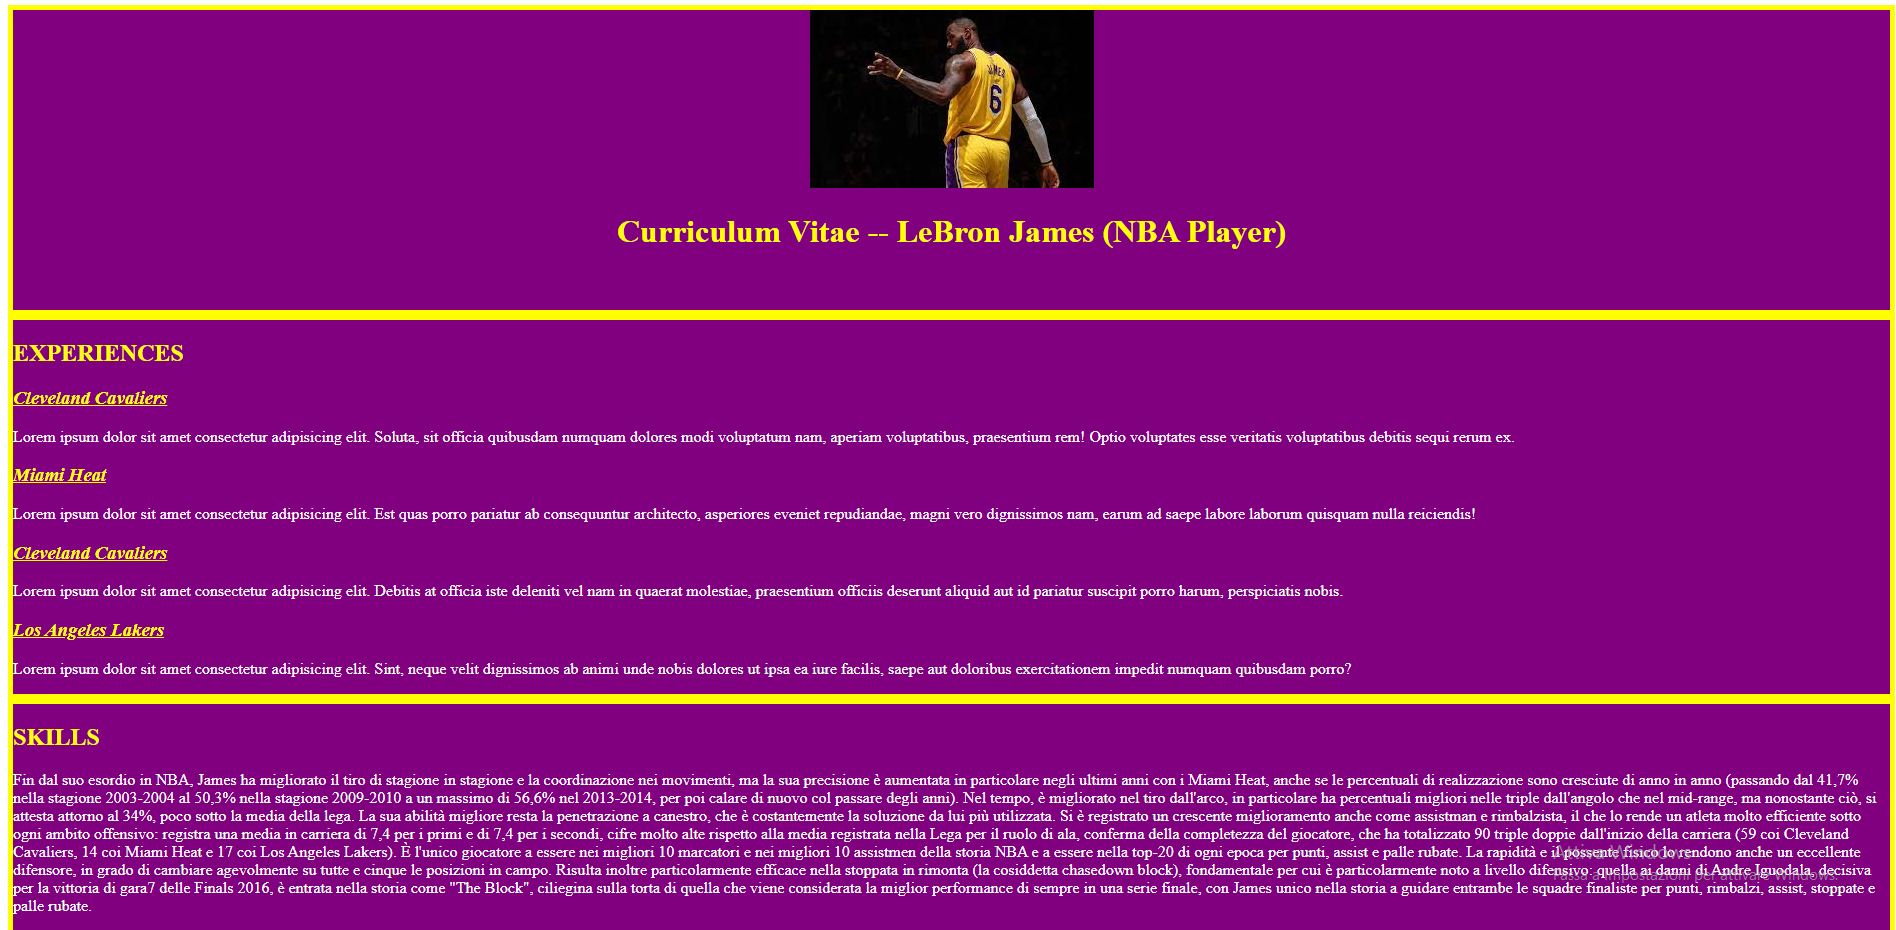 JAMES
6
Curriculum Vitae -- LeBron James (NBA Player)
EXPERIENCES
Cleveland Cavaliers
Lorem ipsum dolor sit amet consectetur adipisicing elit. Soluta, sit officia quibusdam numquam dolores modi voluptatum nam, aperiam voluptatibus, praesentium rem! Optio voluptates esse veritatis voluptatibus debitis sequi rerum ex.
Miami Heat
Lorem ipsum dolor sit amet consectetur adipisicing elit. Est quas porro pariatur ab consequuntur architecto, asperiores eveniet repudiandae, magni vero dignissimos nam, earum ad saepe labore laborum quisquam nulla reiciendis!
Cleveland Cavaliers
Lorem ipsum dolor sit amet consectetur adipisicing elit. Debitis at officia iste deleniti vel nam in quaerat molestiae, praesentium officiis deserunt aliquid aut id pariatur suscipit porro harum, perspiciatis nobis.
Los Angeles Lakers
Lorem ipsum dolor sit amet consectetur adipisicing elit. Sint, neque velit dignissimos ab animi unde nobis dolores ut ipsa ea iure facilis, saepe aut doloribus exercitationem impedit numquam quibusdam porro?
SKILLS
Fin dal suo esordio in NBA, James ha migliorato il tiro di stagione in stagione e la coordinazione nei movimenti, ma la sua precisione è aumentata in particolare negli ultimi anni con i Miami Heat, anche se le percentuali di realizzazione sono cresciute di anno in anno (passando dal 41,7%
nella stagione 2003-2004 al 50,3% nella stagione 2009-2010 a un massimo di 56,6% nel 2013-2014, per poi calare di nuovo col passare degli anni). Nel tempo, è migliorato nel tiro dall'arco, in particolare ha percentuali migliori nelle triple dall'angolo che nel mid-range, ma nonostante ciò, si
attesta attorno al 34%, poco sotto la media della lega. La sua abilità migliore resta la penetrazione a canestro, che è costantemente la soluzione da lui più utilizzata. Si è registrato un crescente miglioramento anche come assistman e rimbalzista, il che lo rende un atleta molto efficiente sotto
ogni ambito offensivo: registra una media in carriera di 7,4 per i primi e di 7,4 per i secondi, cifre molto alte rispetto alla media registrata nella Lega per il ruolo di ala, conferma della completezza del giocatore, che ha totalizzato 90 triple doppie dall'inizio della carriera (59 coi Cleveland
Cavaliers, 14 coi Miami Heat e 17 coi Los Angeles Lakers). È l'unico giocatore a essere nei migliori 10 marcatori e nei migliori 10 assistmen della storia NBA e a essere nella top-20 di ogni epoca per punti, assist e palle rubate. La rapidità e il possente fisico lo rendono anche un eccellente
difensore, in grado di cambiare agevolmente su tutte e cinque le posizioni in campo. Risulta inoltre particolarmente efficace nella stoppata in rimonta (la cosiddetta chasedown block), fondamentale per cui è particolarmente noto a livello difensivo: quella ai danni di Andre Iguodala, decisiva
per la vittoria di gara7 delle Finals 2016, è entrata nella storia come "The Block", ciliegina sulla torta di quella che viene considerata la miglior performance di sempre in una serie finale, con James unico nella storia a guidare entrambe le squadre finaliste per punti, rimbalzi, assist, stoppate e
palle rubate.
Attiva Windows
Passa a Impostazioni per attivare Windows.